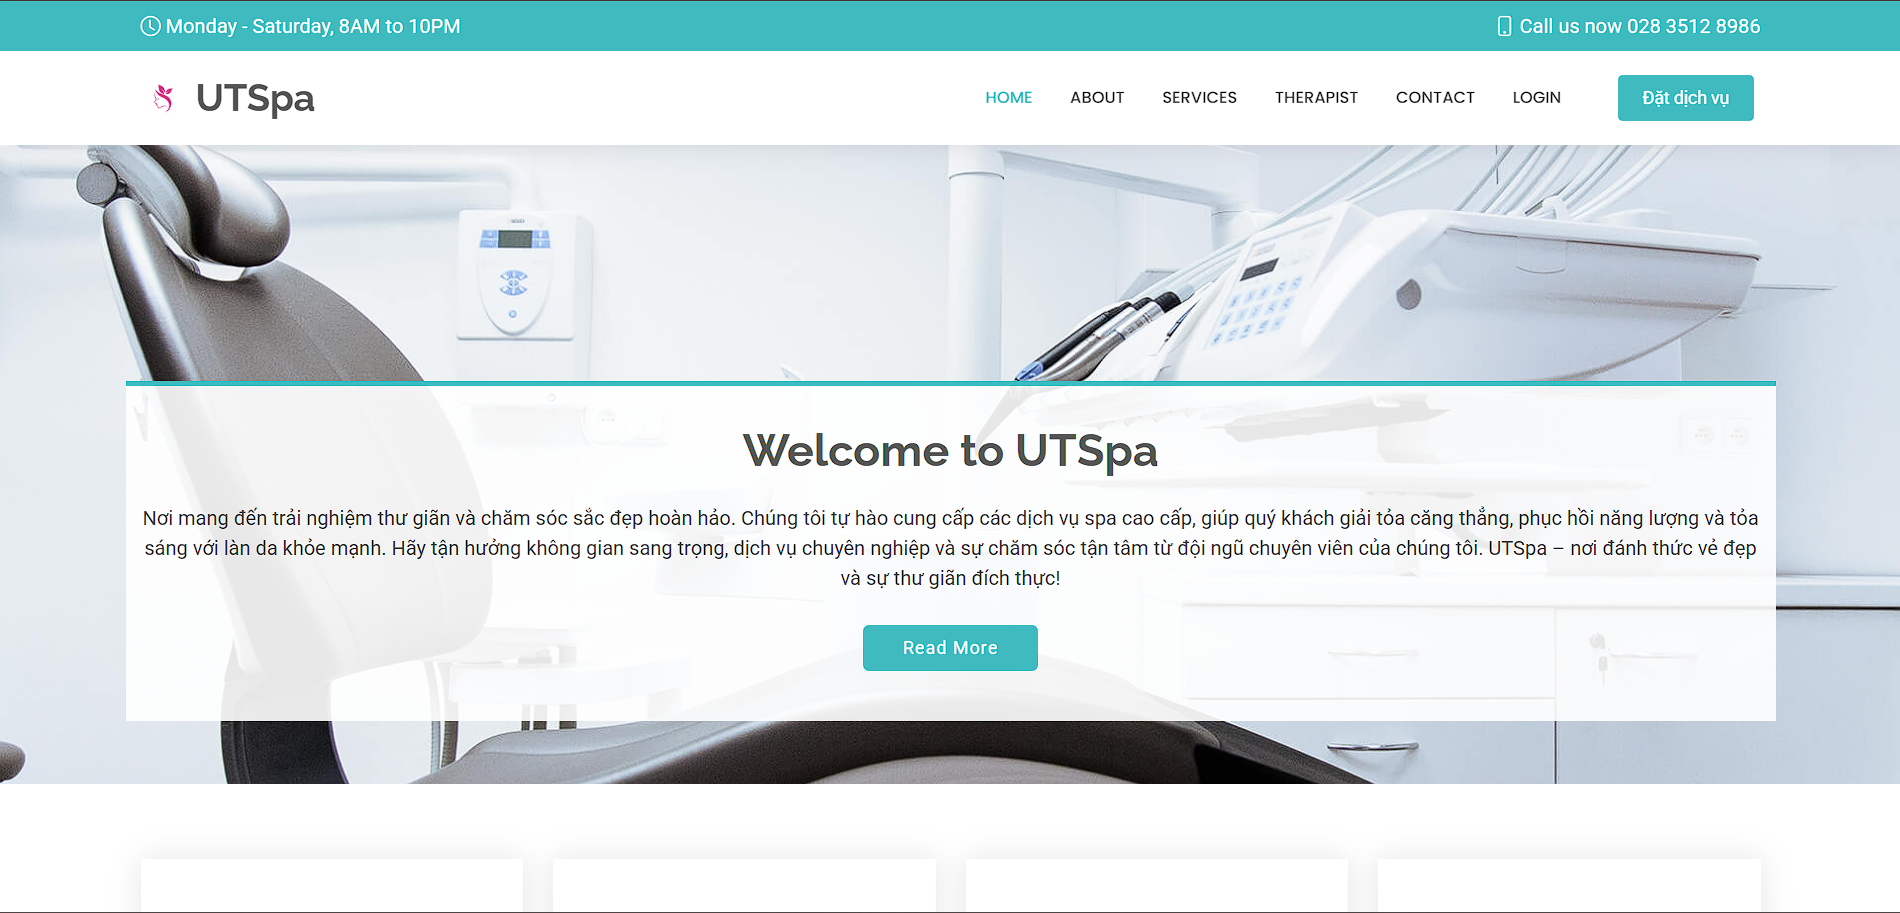 Monday - Saturday, 8AM to 10PM
Call us now 028 3512 8986
UTSpa
HOME
ABOUT
SERVICES
THERAPIST
CONTACT
LOGIN
Đặt dịch vụ
Welcome to UTSpa
Nơi mang đến trải nghiệm thư giãn và chăm sóc sắc đẹp hoàn hảo. Chúng tôi tự hào cung cấp các dịch vụ spa cao cấp, giúp quý khách giải tỏa căng thẳng, phục hồi năng lượng và tỏa
sáng với làn da khỏe mạnh. Hãy tận hưởng không gian sang trọng, dịch vụ chuyên nghiệp và sự chăm sóc tận tâm từ đội ngũ chuyên viên của chúng tôi. UTSpa – nơi đánh thức vẻ đẹp
và sự thư giãn đích thực!
Read More